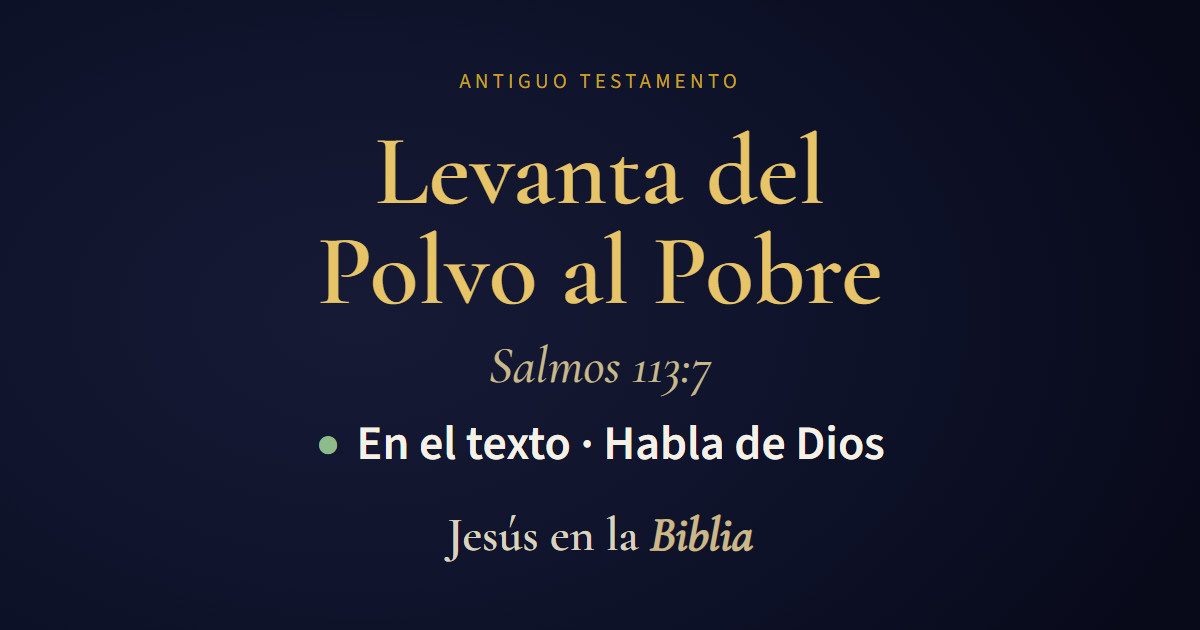 ANTIGUO TESTAMENTO
Levanta del
Polvo al Pobre
Salmos 113:7
En el texto · Habla de Dios
Jesús en la Biblia